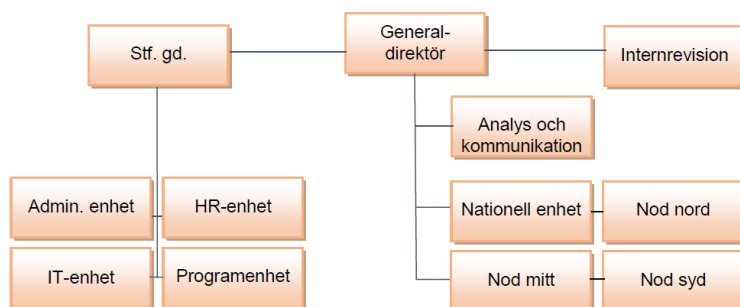 Stf. gd.
General-
direktör
Internrevision
Analys och
kommunikation
Admin. enhet
HR-enhet
Nationell enhet
Nod nord
IT-enhet
Programenhet
Nod mitt
Nod syd